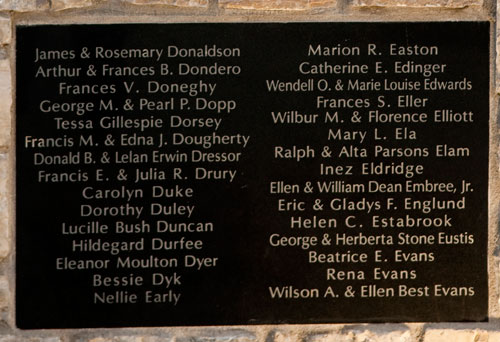 James & Rosemary Donaldson
Arthur & Frances B. Dondero
Frances V. Doneghy
George M. & Pearl P. Dopp
Tessa Gillespie Dorsey
Francis M. & Edna J. Dougherty
Donald B. & Lelan Erwin Dressor
Francis E. & Julia R. Drury
Carolyn Duke
Dorothy Duley
Lucille Bush Duncan
Hildegard Durfee
Eleanor Moulton Dyer
Bessie Dyk
Nellie Early
Marion R. Easton
Catherine E. Edinger
Wendell O. & Marie Louise Edwards
Frances S. Eller
Wilbur M. & Florence Elliott
Mary L. Ela
Ralph & Alta Parsons Elam
Inez Eldridge
Ellen & William Dean Embree, Jr.
Eric & Gladys F. Englund
Helen C. Estabrook
George & Herberta Stone Eustis
Beatrice E. Evans
Rena Evans
Wilson A. & Ellen Best Evans